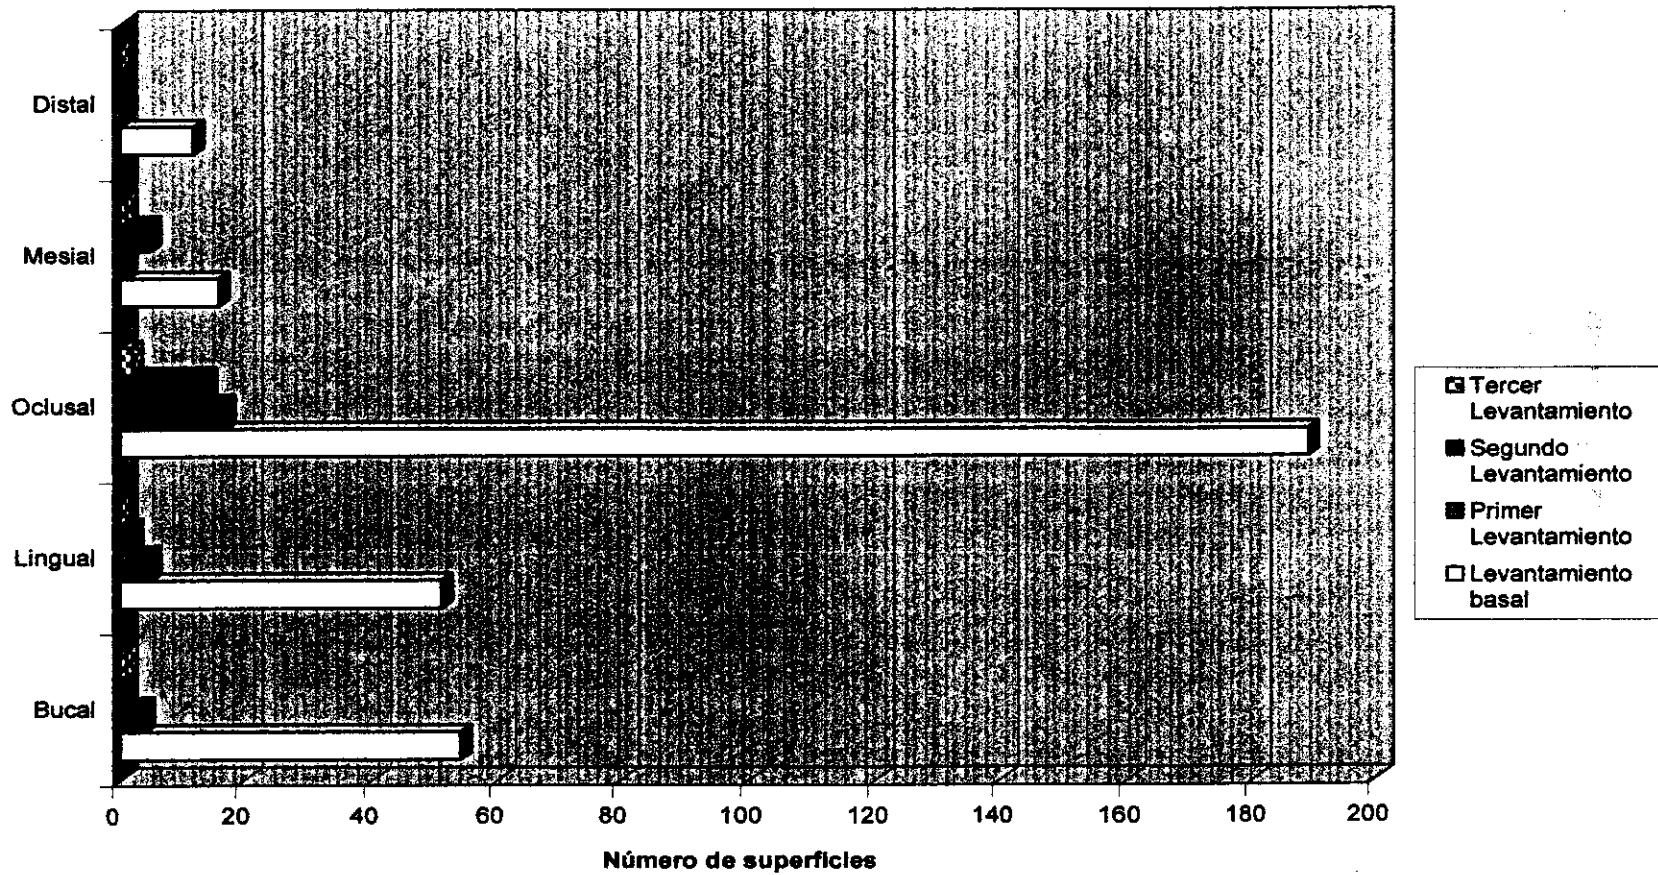 Distal
Mesial
Oclusal
Lingual
Bucal
0 20 40 60 80 100 120 140 160 180 200
Número de superficies
Tercer
Levantamiento
Segundo
Levantamiento
Primer
Levantamiento
Levantamiento
basal